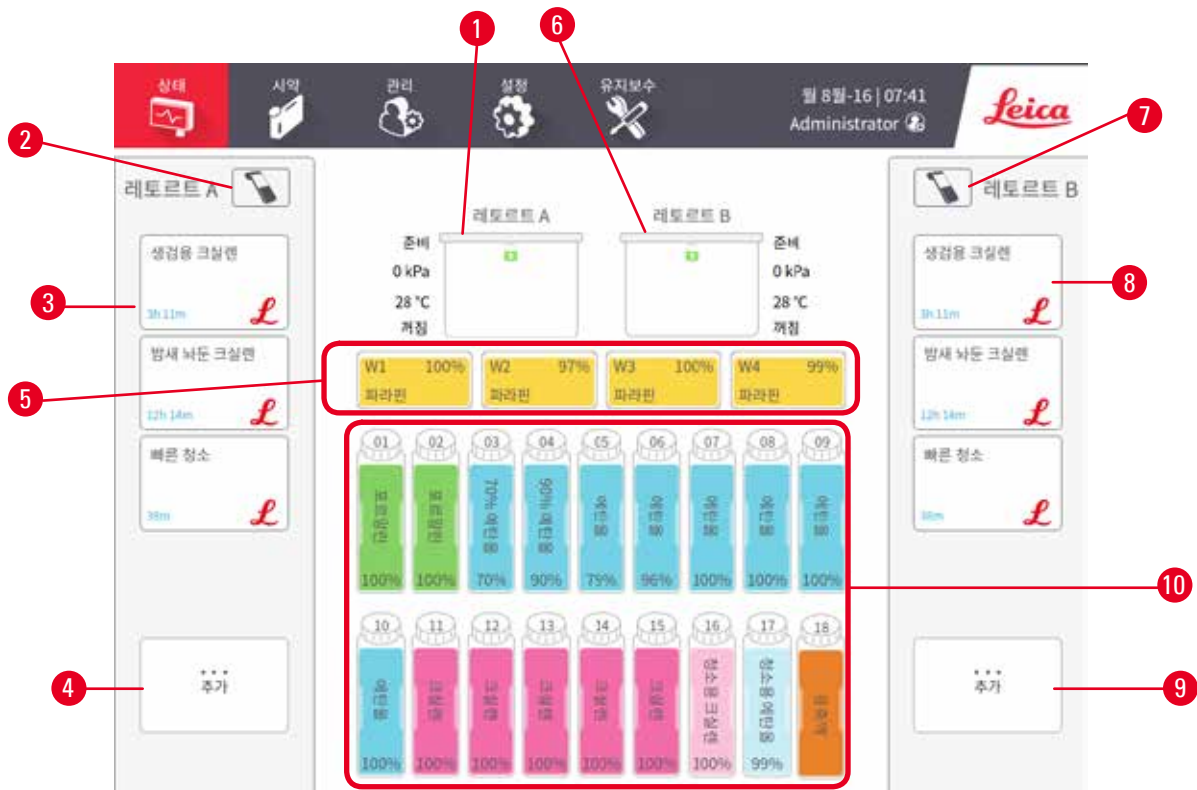 1
6
상태
시약
관리
설정
유지보수
월 8월-16 | 07:41
Administrator
Leica
2
7
레토르트 A
레토르트 B
레토르트 A
레토르트 B
생검용 크실렌
3h 11m
3
밤새 놔둔 크실렌
12h 14m
빠른 청소
38m
4
추가
준비
0 kPa
28 °C
꺼짐
준비
0 kPa
28 °C
꺼짐
5
W1 100%
파라핀
W2 97%
파라핀
W3 100%
파라핀
W4 99%
파라핀
01 02 03 04 05 06 07 08 09
포르말린
포르말린
70% 에탄올
90% 에탄올
에탄올
에탄올
에탄올
에탄올
에탄올
100% 100% 70% 90% 79% 96% 100% 100% 100%
10 11 12 13 14 15 16 17 18
에탄올
크실렌
크실렌
크실렌
크실렌
크실렌
청소용 크실렌
청소용 에탄올
응축액
100% 100% 100% 100% 100% 100% 100% 99%
생검용 크실렌
3h 11m
8
밤새 놔둔 크실렌
12h 14m
빠른 청소
38m
10
추가
9